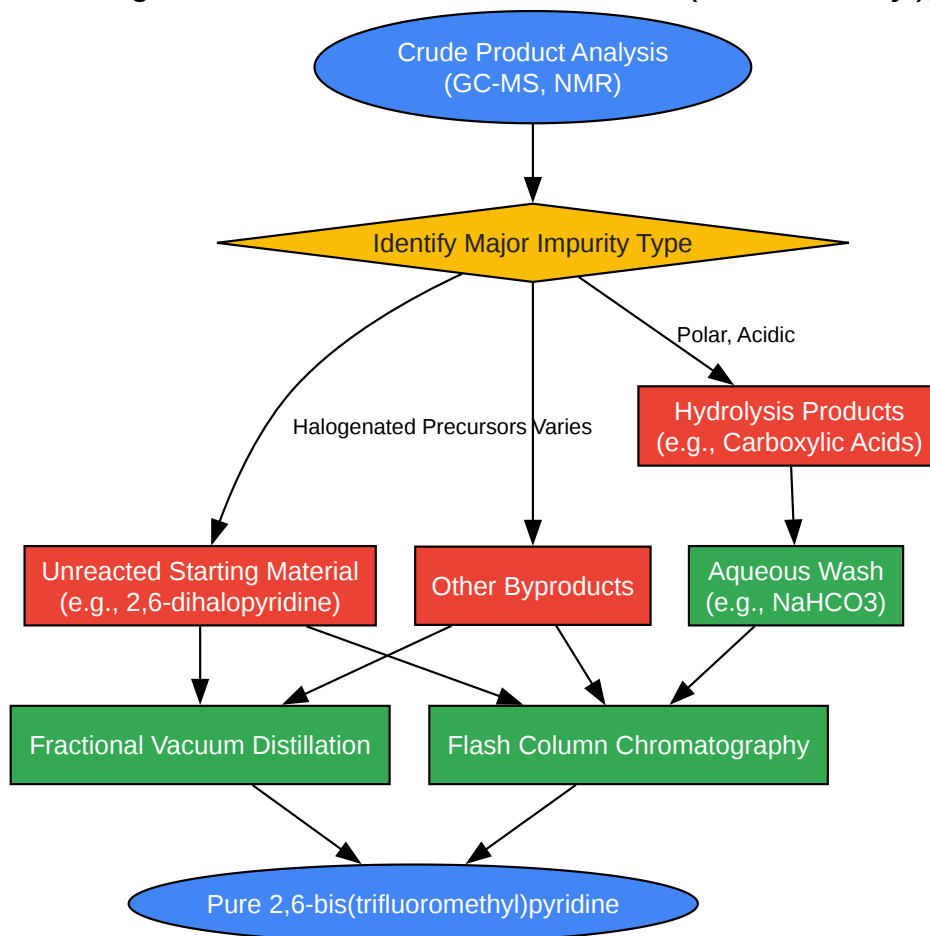 Crude Product Analysis
(GC-MS, NMR)
Identify Major Impurity Type
Polar, Acidic
Halogenated Precursors
Varies
Hydrolysis Products
(e.g., Carboxylic Acids)
Unreacted Starting Material
(e.g., 2,6-dihalopyridine)
Other Byproducts
Aqueous Wash
(e.g., NaHCO3)
Fractional Vacuum Distillation
Flash Column Chromatography
Pure 2,6-bis(trifluoromethyl)pyridine